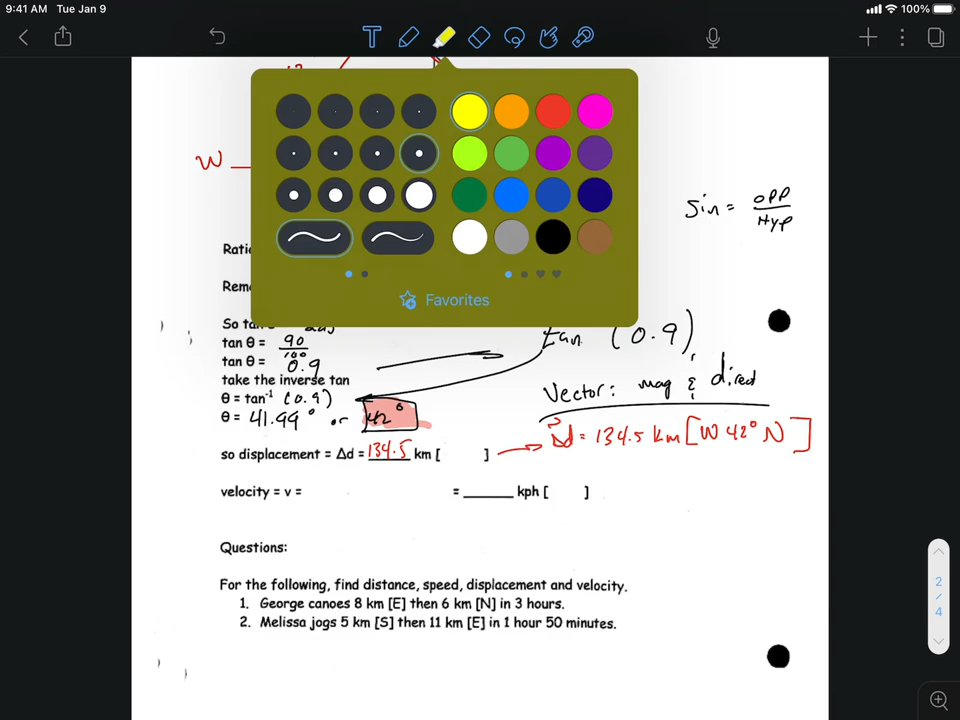 9:41 AM Tue Jan 9
100%
T
W
Sin = OPP
HYP
Favorites
Ratio
Rem
So tan
tan θ = 90
100
tan θ = 0.9
tan (0.9)
take the inverse tan
θ = tan⁻¹ (0.9)
Vector: mag & direct
θ = 41.99° or 42°
Δd = 134.5 km [W 42° N]
so displacement = Δd = 134.5 km [ ]
velocity = v = = ______ kph [ ]
Questions:
For the following, find distance, speed, displacement and velocity.
1. George canoes 8 km [E] then 6 km [N] in 3 hours.
2. Melissa jogs 5 km [S] then 11 km [E] in 1 hour 50 minutes.
2
/
4